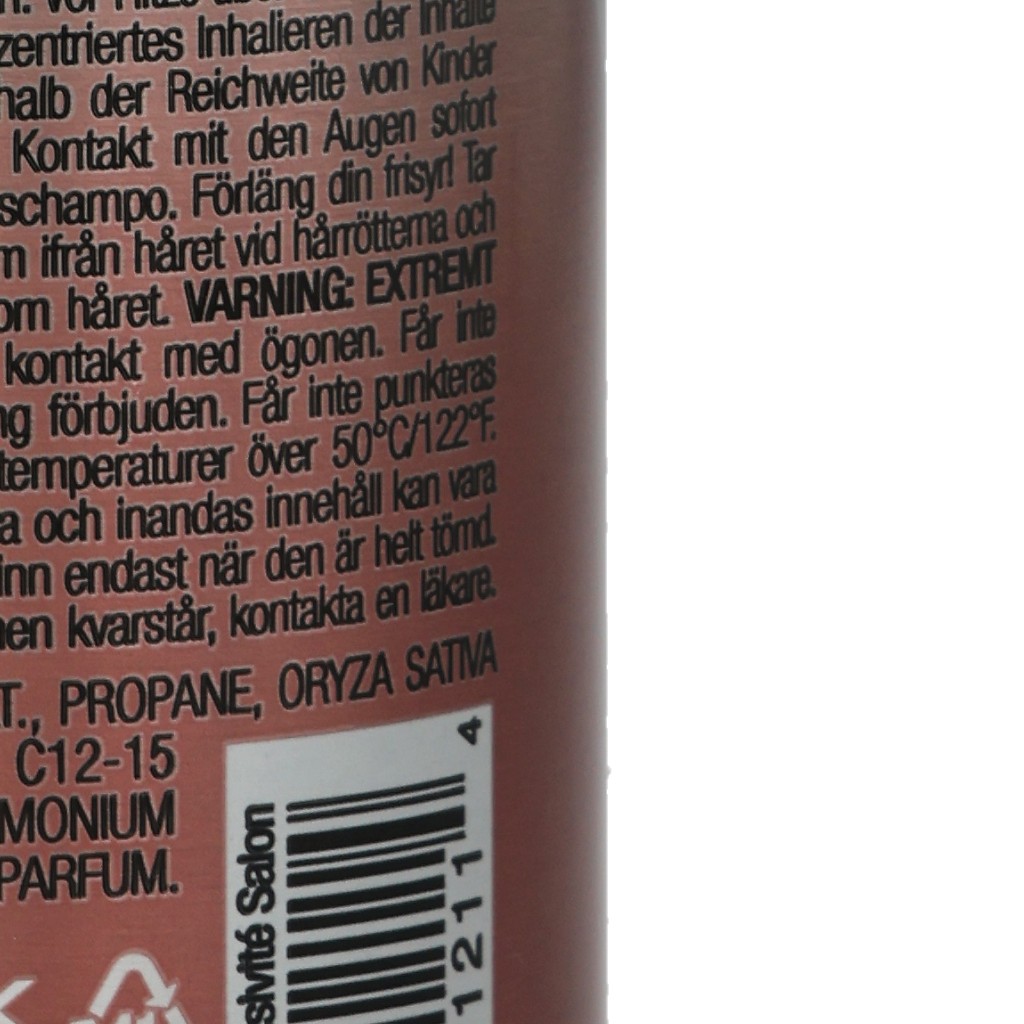 zentriertes Inhalieren der Inhalte
halb der Reichweite von Kinder
Kontakt mit den Augen sofort
schampo. Förläng din frisyr! Tar
m ifrån håret vid hårrötterna och
om håret. VARNING: EXTREMT
kontakt med ögonen. Får inte
ng förbjuden. Får inte punkteras
temperaturer över 50°C/122°F.
a och inandas innehåll kan vara
inn endast när den är helt tömd.
nen kvarstår, kontakta en läkare.
T., PROPANE, ORYZA SATIVA
C12-15
MONIUM
PARFUM.
sivité Salon
1211 4